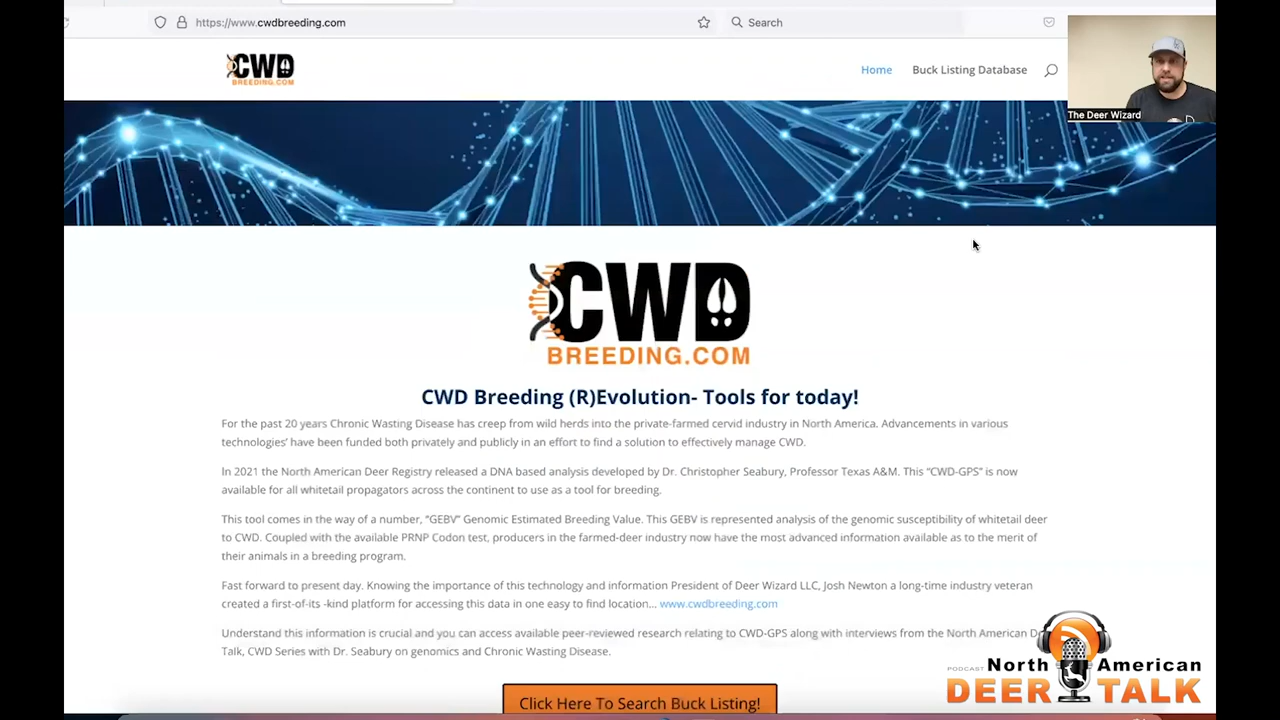 https://www.cwdbreeding.com
Search
CWD
BREEDING.COM
Home
Buck Listing Database
The Deer Wizard
CWD
BREEDING.COM
CWD Breeding (R)Evolution- Tools for today!
For the past 20 years Chronic Wasting Disease has creep from wild herds into the private-farmed cervid industry in North America. Advancements in various
technologies' have been funded both privately and publicly in an effort to find a solution to effectively manage CWD.
In 2021 the North American Deer Registry released a DNA based analysis developed by Dr. Christopher Seabury, Professor Texas A&M. This "CWD-GPS" is now
available for all whitetail propagators across the continent to use as a tool for breeding.
This tool comes in the way of a number, "GEBV" Genomic Estimated Breeding Value. This GEBV is represented analysis of the genomic susceptibility of whitetail deer
to CWD. Coupled with the available PRNP Codon test, producers in the farmed-deer industry now have the most advanced information available as to the merit of
their animals in a breeding program.
Fast forward to present day. Knowing the importance of this technology and information President of Deer Wizard LLC, Josh Newton a long-time industry veteran
created a first-of-its -kind platform for accessing this data in one easy to find location... www.cwdbreeding.com
Understand this information is crucial and you can access available peer-reviewed research relating to CWD-GPS along with interviews from the North American
Talk, CWD Series with Dr. Seabury on genomics and Chronic Wasting Disease.
Click Here To Search Buck Listing!
PODCAST North American
DEER TALK